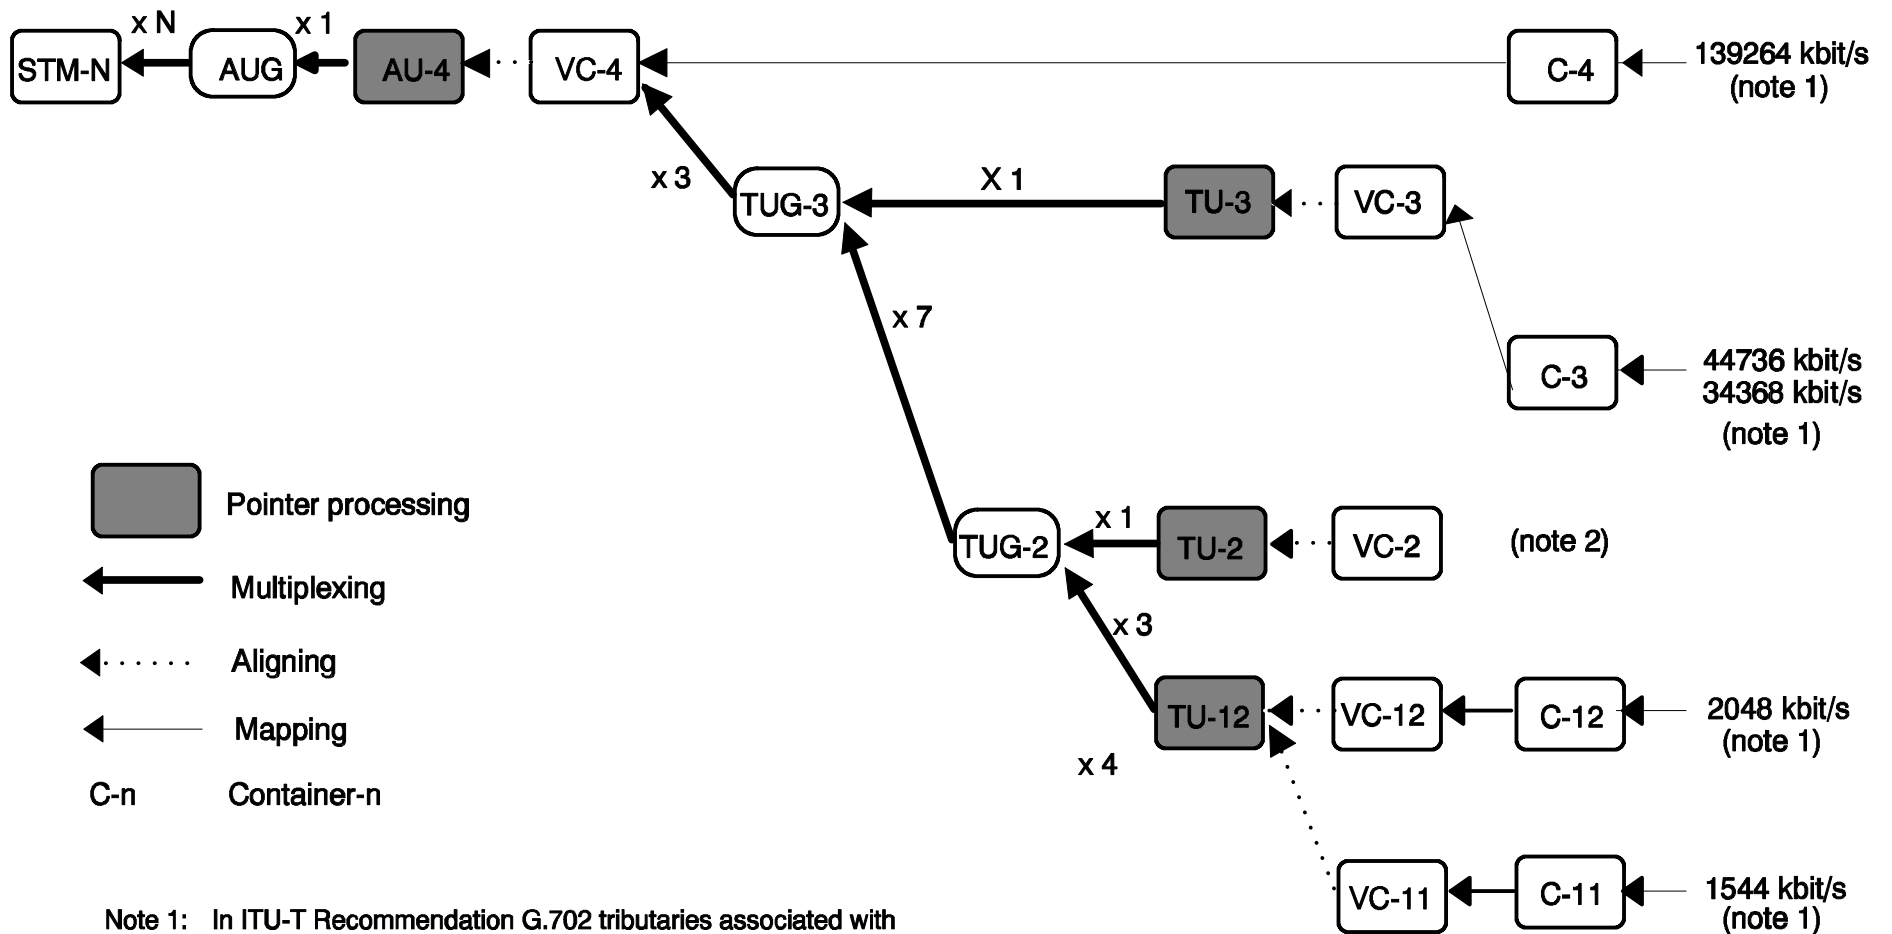 x N
x 1
STM-N
AUG
AU-4
VC-4
C-4
139264 kbit/s
(note 1)
x 3
TUG-3
X 1
TU-3
VC-3
x 7
C-3
44736 kbit/s
34368 kbit/s
(note 1)
Pointer processing
TUG-2
x 1
TU-2
VC-2
(note 2)
Multiplexing
x 3
Aligning
TU-12
VC-12
C-12
2048 kbit/s
(note 1)
Mapping
x 4
C-n Container-n
VC-11
C-11
1544 kbit/s
(note 1)
Note 1: In ITU-T Recommendation G.702 tributaries associated with